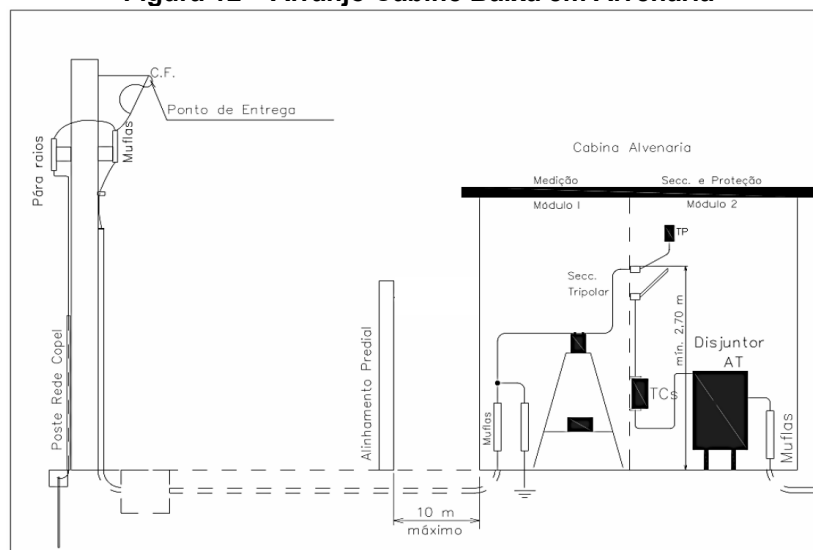 Figura 12 – Arranjo Cabine Baixa em Alvenaria
C.F.
Ponto de Entrega
Pára raios
Muflas
Poste Rede Copel
Alinhamento Predial
10 m
máximo
Cabina Alvenaria
Medição
Secc. e Proteção
Módulo 1
Módulo 2
TP
Secc.
Tripolar
mín. 2,70 m
Disjuntor
AT
TCs
Muflas
Muflas